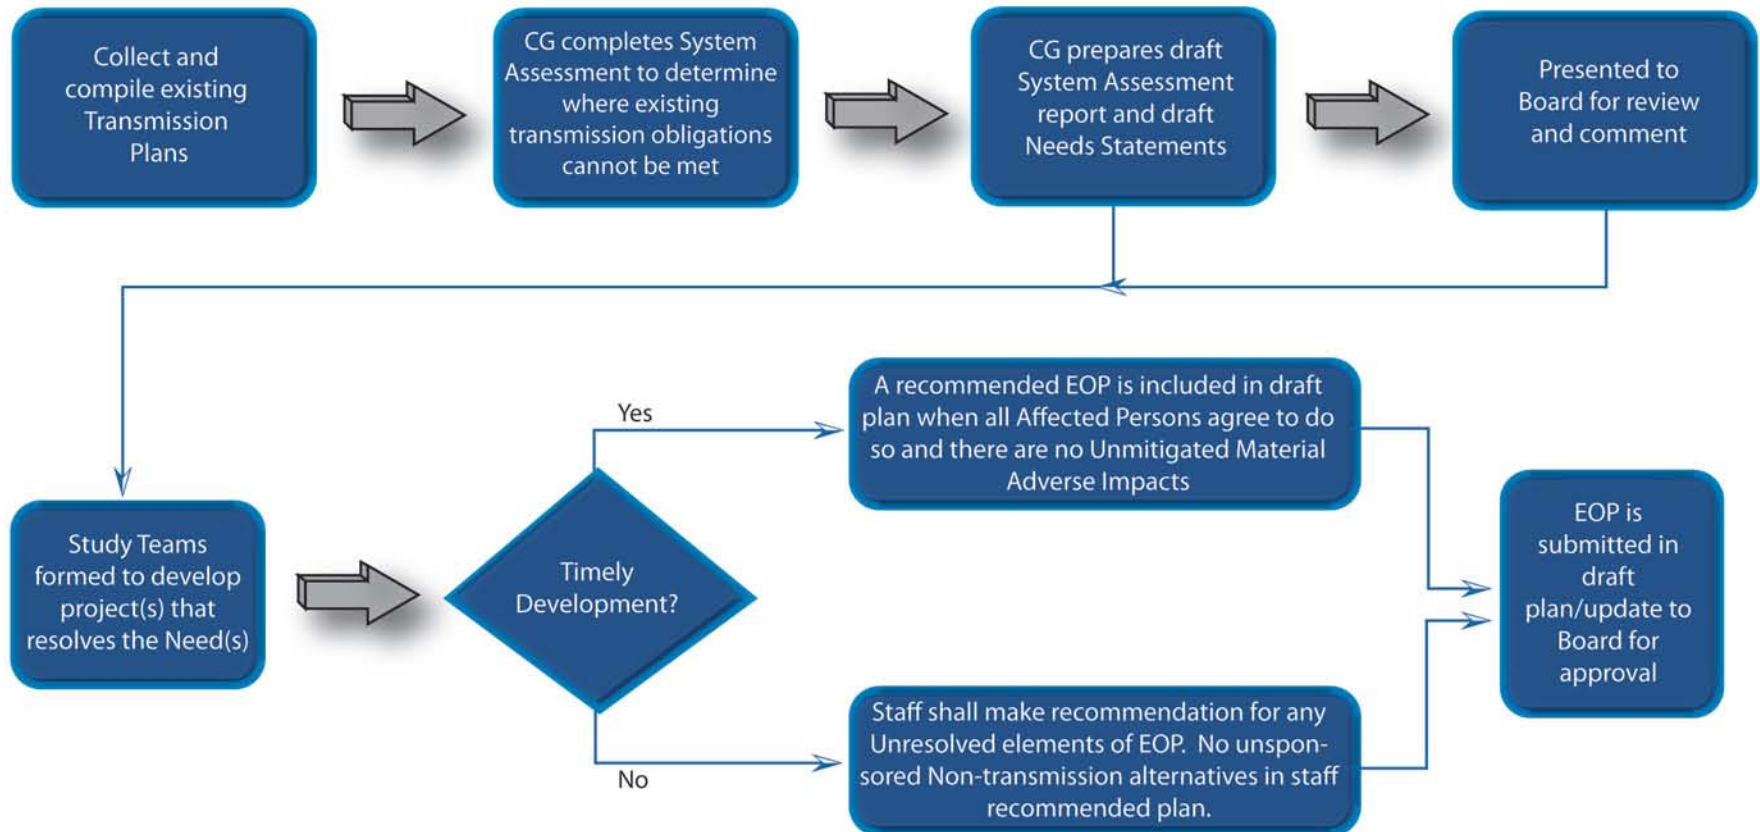 Collect and
compile existing
Transmission
Plans
CG completes System
Assessment to determine
where existing
transmission obligations
cannot be met
CG prepares draft
System Assessment
report and draft
Needs Statements
Presented to
Board for review
and comment
Study Teams
formed to develop
project(s) that
resolves the Need(s)
Timely
Development?
Yes
A recommended EOP is included in draft
plan when all Affected Persons agree to do
so and there are no Unmitigated Material
Adverse Impacts
No
Staff shall make recommendation for any
Unresolved elements of EOP. No unspon-
sored Non-transmission alternatives in staff
recommended plan.
EOP is
submitted in
draft
plan/update to
Board for
approval